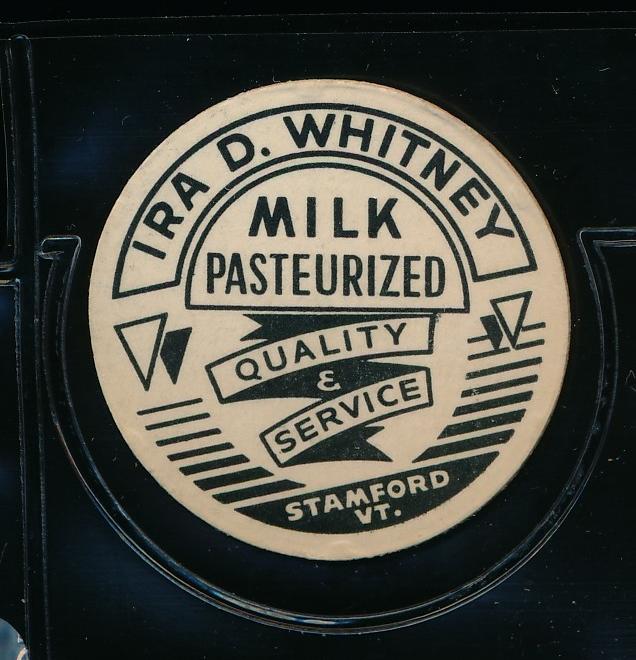 IRA D. WHITNEY
MILK
PASTEURIZED
QUALITY
&
SERVICE
STAMFORD
VT.